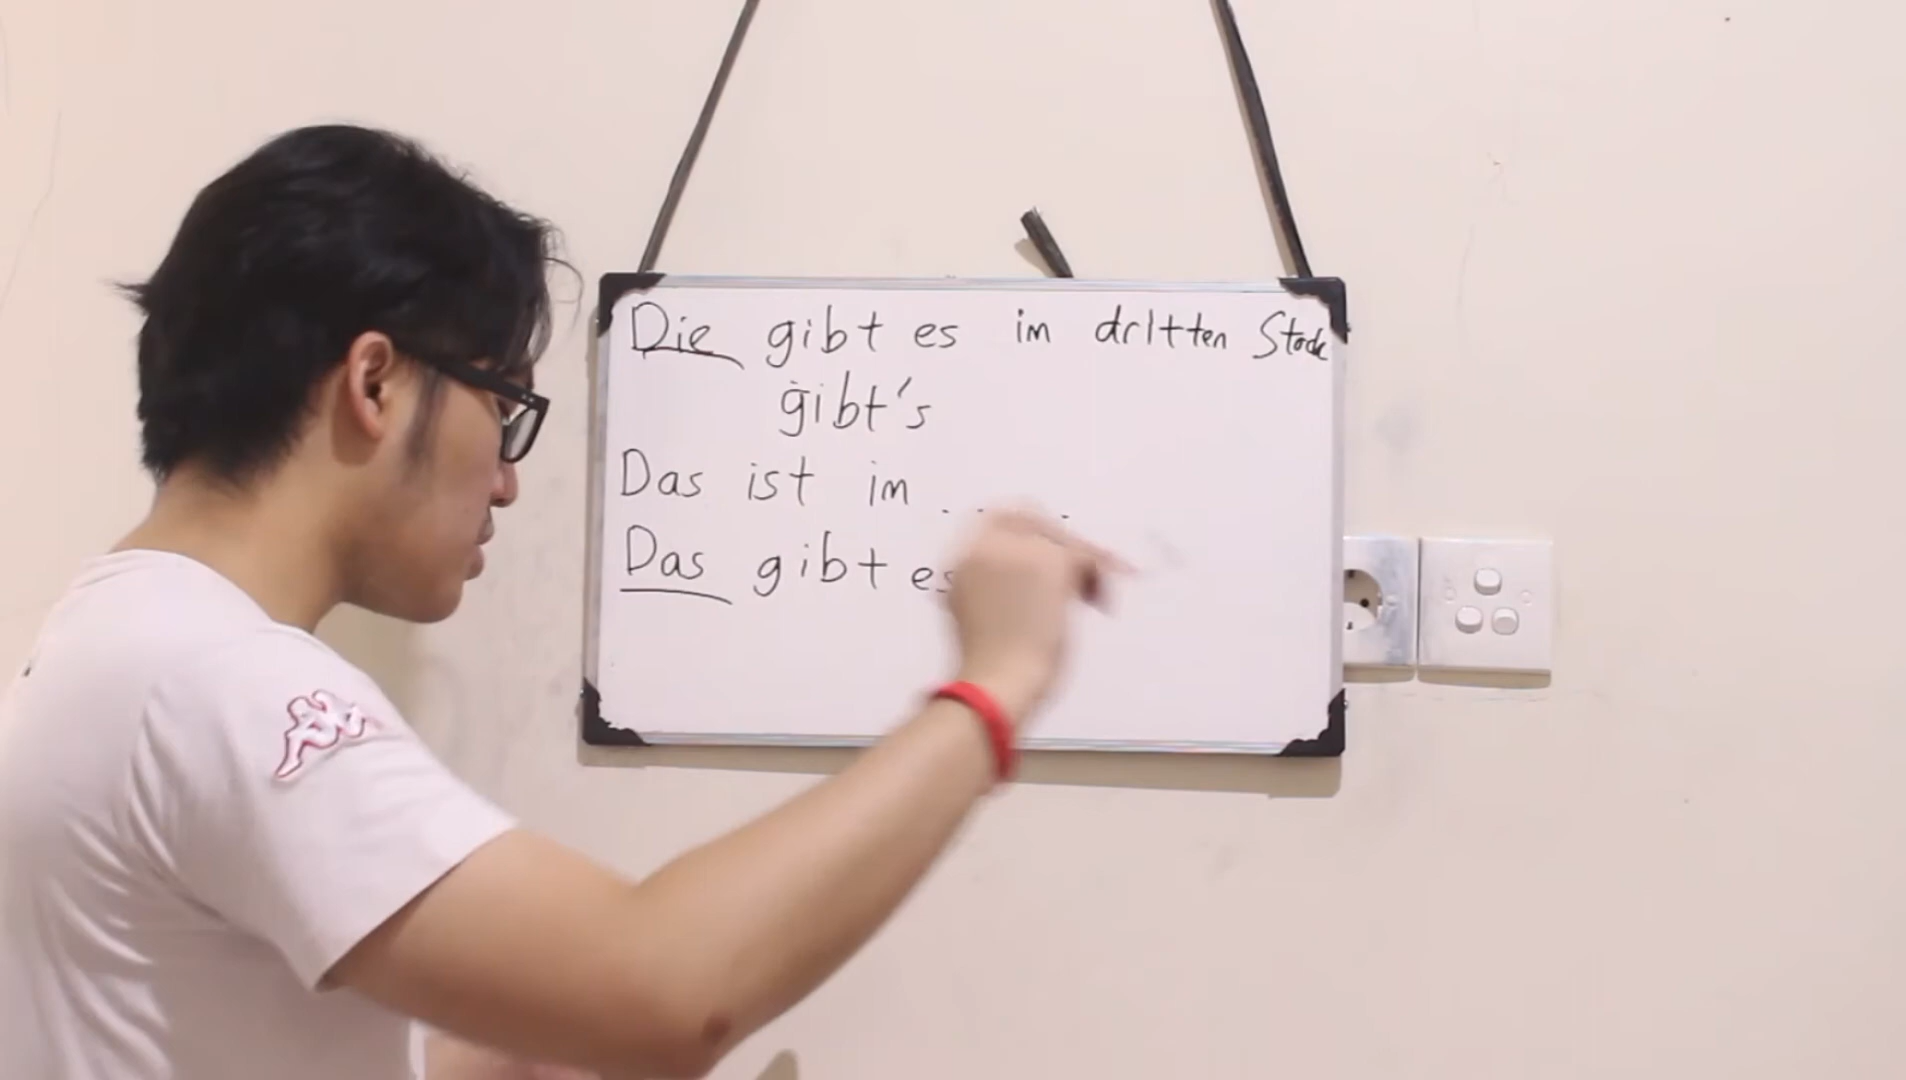 Die gibt es im dritten Stock
gibt's
Das ist im . . . .
Das gibt es